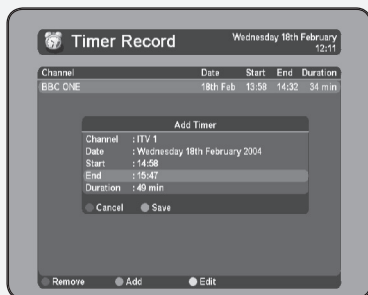 Timer Record
Wednesday 18th February
12:11
Channel Date Start End Duration
BBC ONE 18th Feb 13:58 14:32 34 min
Add Timer
Channel : ITV 1
Date : Wednesday 18th February 2004
Start : 14:58
End : 15:47
Duration : 49 min
Cancel Save
Remove Add Edit